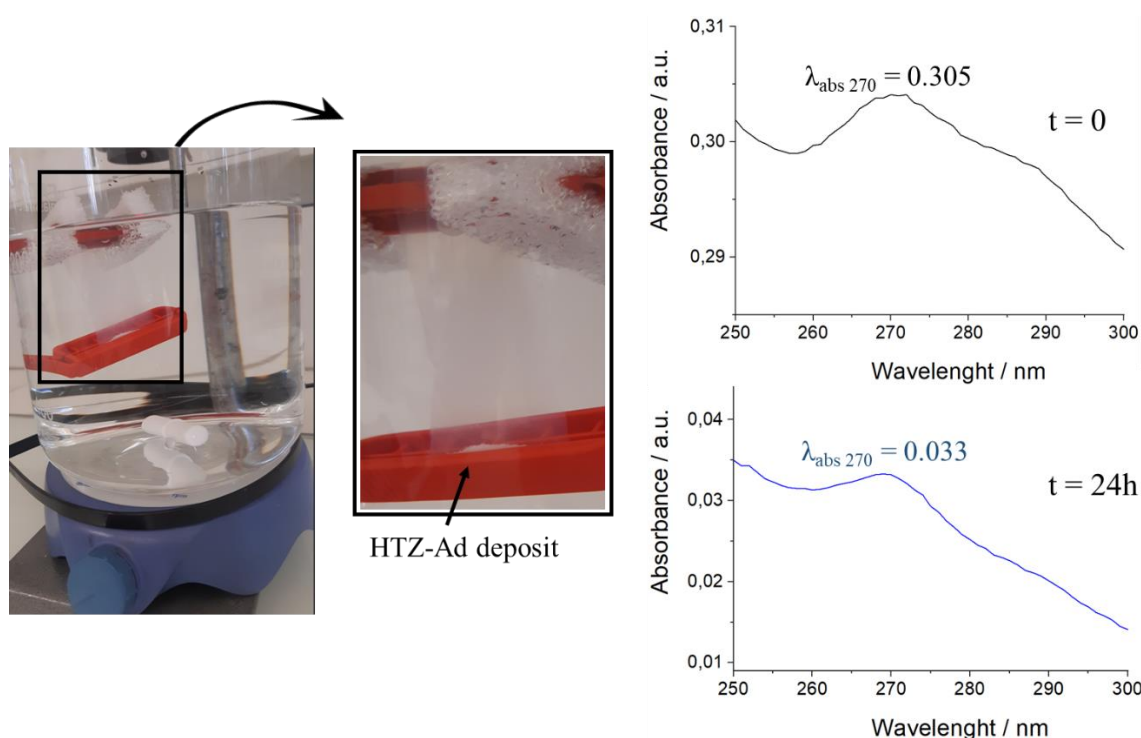 HTZ-Ad deposit
0,31
0,30
0,29
250 260 270 280 290 300
Absorbance / a.u.
Wavelenght / nm
λabs 270 = 0.305
t = 0
0,04
0,03
0,02
0,01
250 260 270 280 290 300
Absorbance / a.u.
Wavelenght / nm
λabs 270 = 0.033
t = 24h